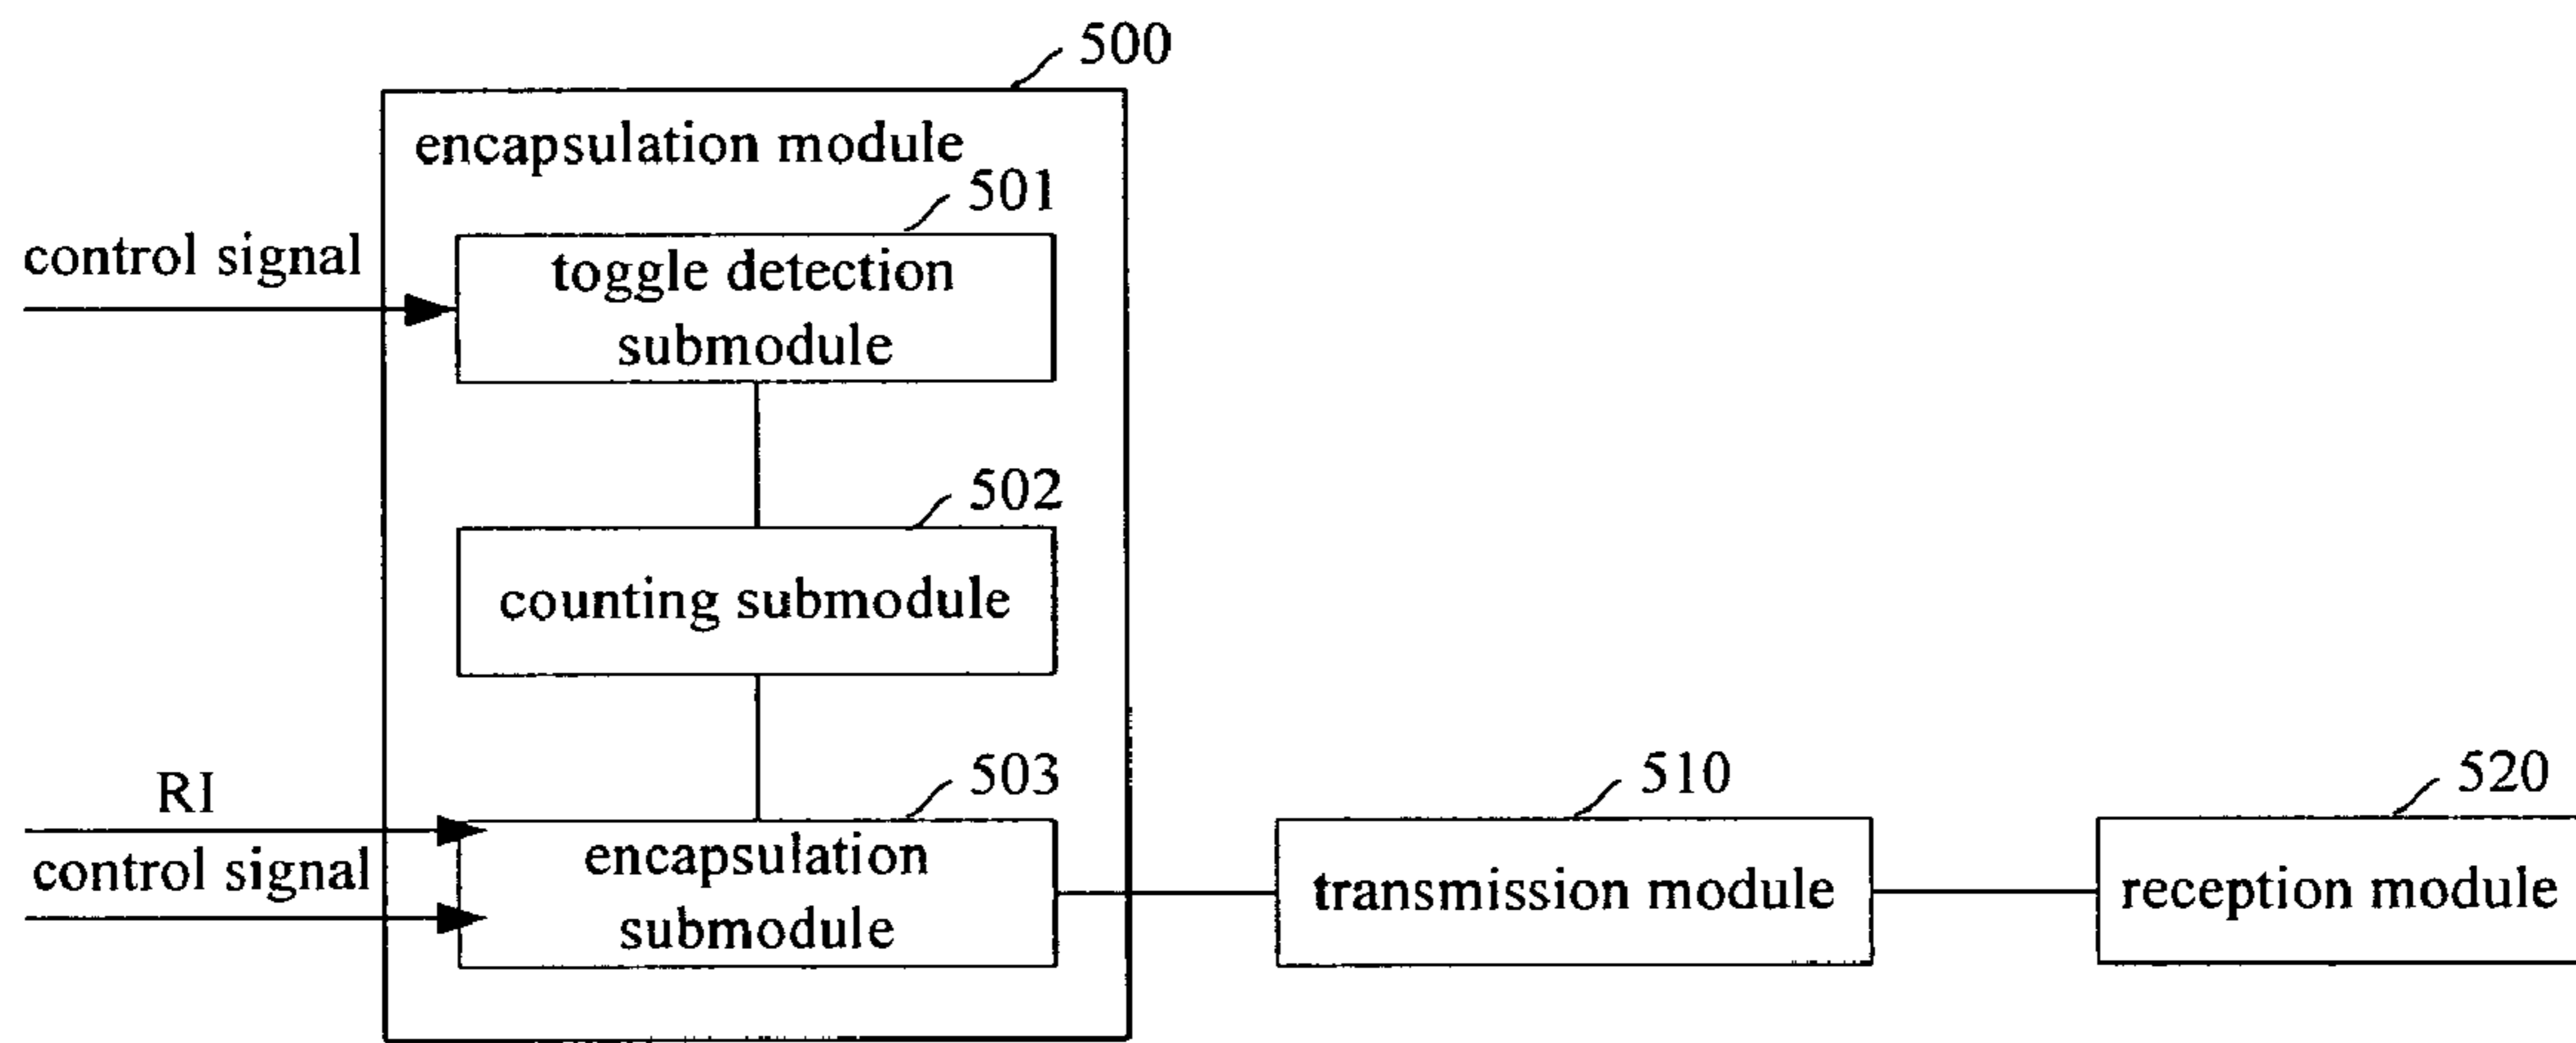 500
encapsulation module
501
control signal
toggle detection
submodule
502
counting submodule
RI
503
510
520
control signal
encapsulation
submodule
transmission module
reception module